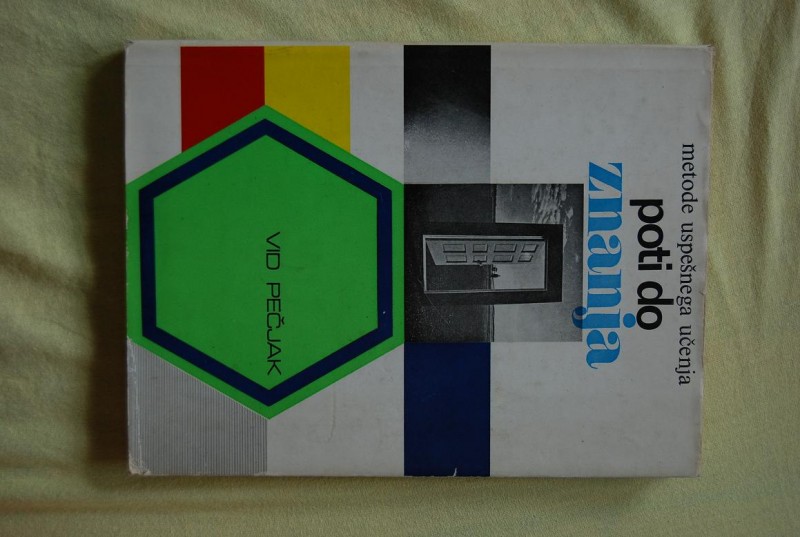 metode uspešnega učenja
poti do
znanja
VID PEČJAK